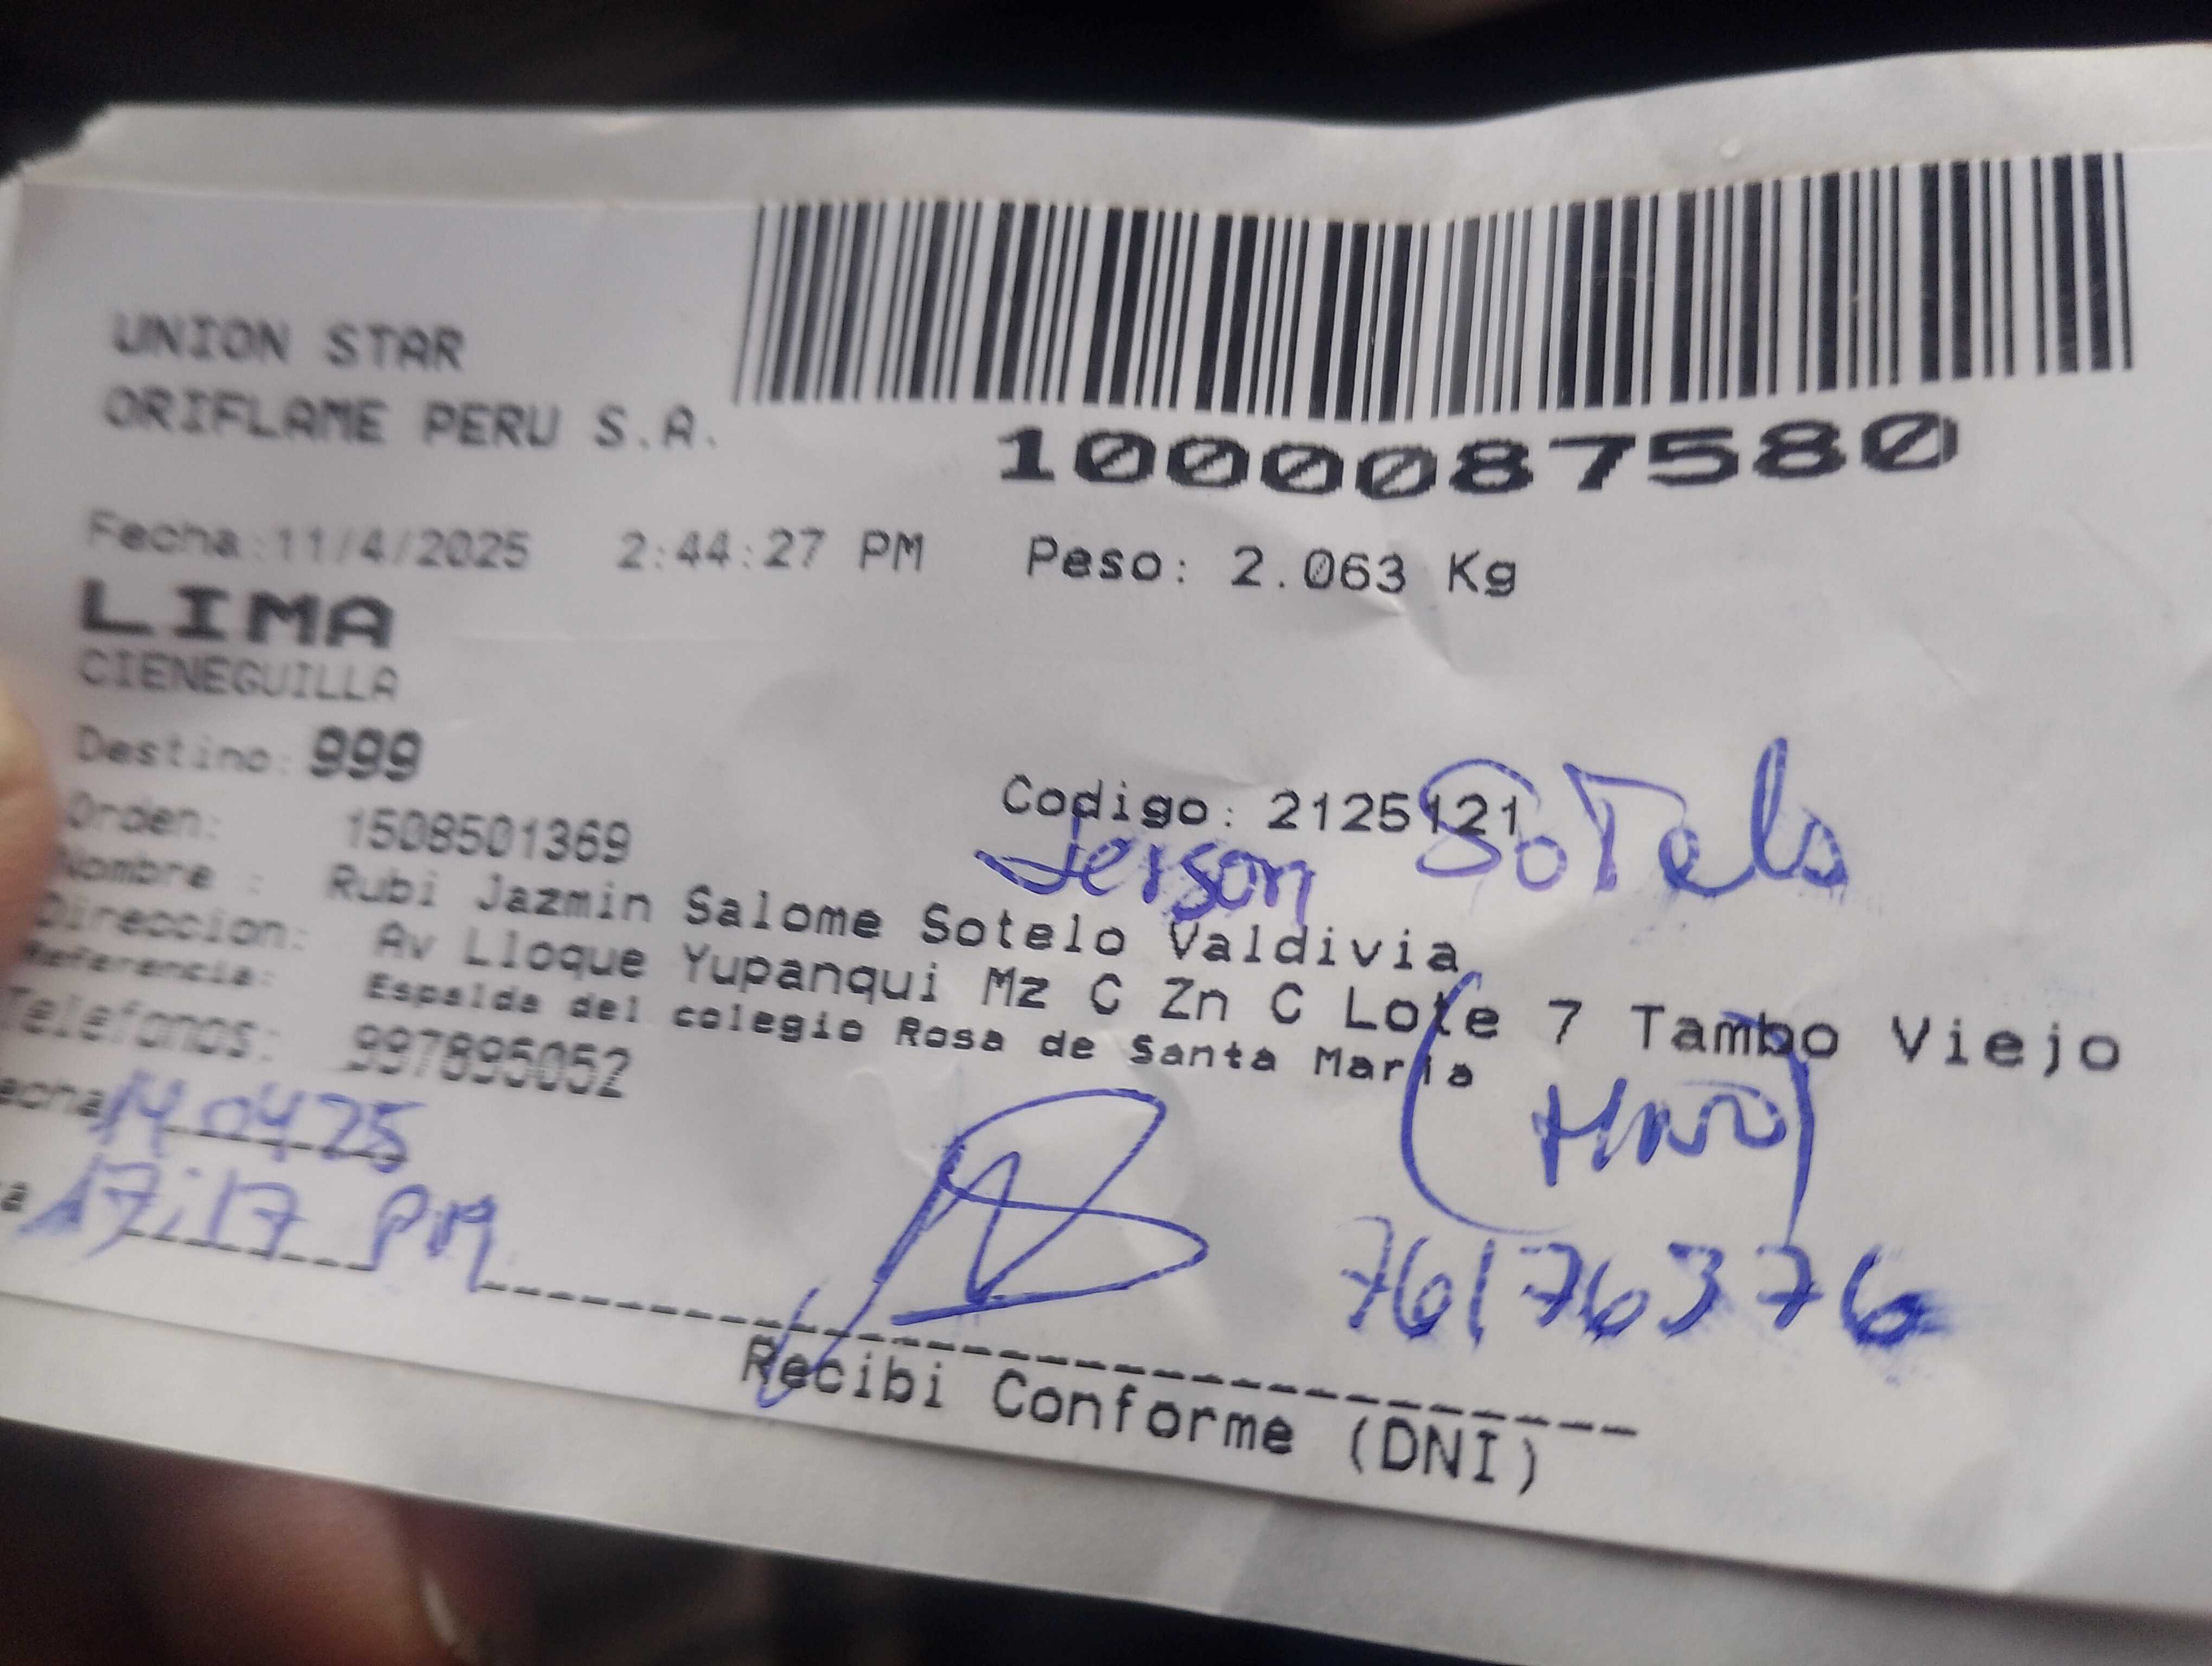 UNION STAR
ORIFLAME PERU S.A.
1000087580
Fecha:11/4/2025 2:44:27 PM Peso: 2.063 Kg
LIMA
CIENEGUILLA
Destino: 999
Orden: 1508501369 Codigo: 2125121
Jerson Sotelo
Nombre : Rubi Jazmin Salome Sotelo Valdivia
Direccion: Av Lloque Yupanqui Mz C Zn C Lote 7 Tambo Viejo
Referencia: Espalda del colegio Rosa de Santa Maria
Telefonos: 997895052
echa 14 04 25 (HNO)
a 17:17 PM 76176376
Recibi Conforme (DNI)